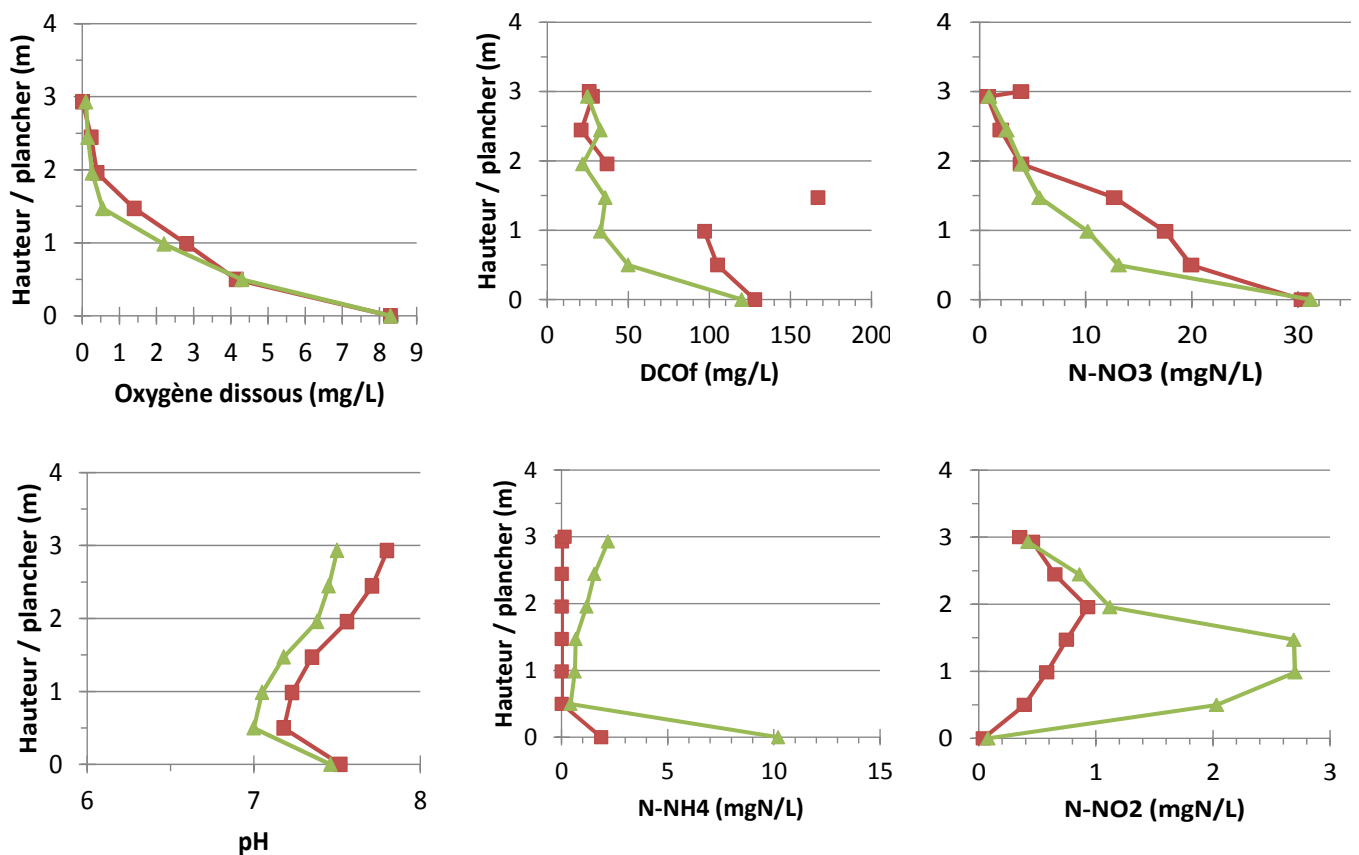 Hauteur / plancher (m)
4
3
2
1
0
0 1 2 3 4 5 6 7 8 9
Oxygène dissous (mg/L)
Hauteur / plancher (m)
4
3
2
1
0
0 50 100 150 200
DCOf (mg/L)
4
3
2
1
0
0 10 20 30
N-NO3 (mgN/L)
Hauteur / plancher (m)
4
3
2
1
0
6 7 8
pH
Hauteur / plancher (m)
4
3
2
1
0
0 5 10 15
N-NH4 (mgN/L)
4
3
2
1
0
0 1 2 3
N-NO2 (mgN/L)